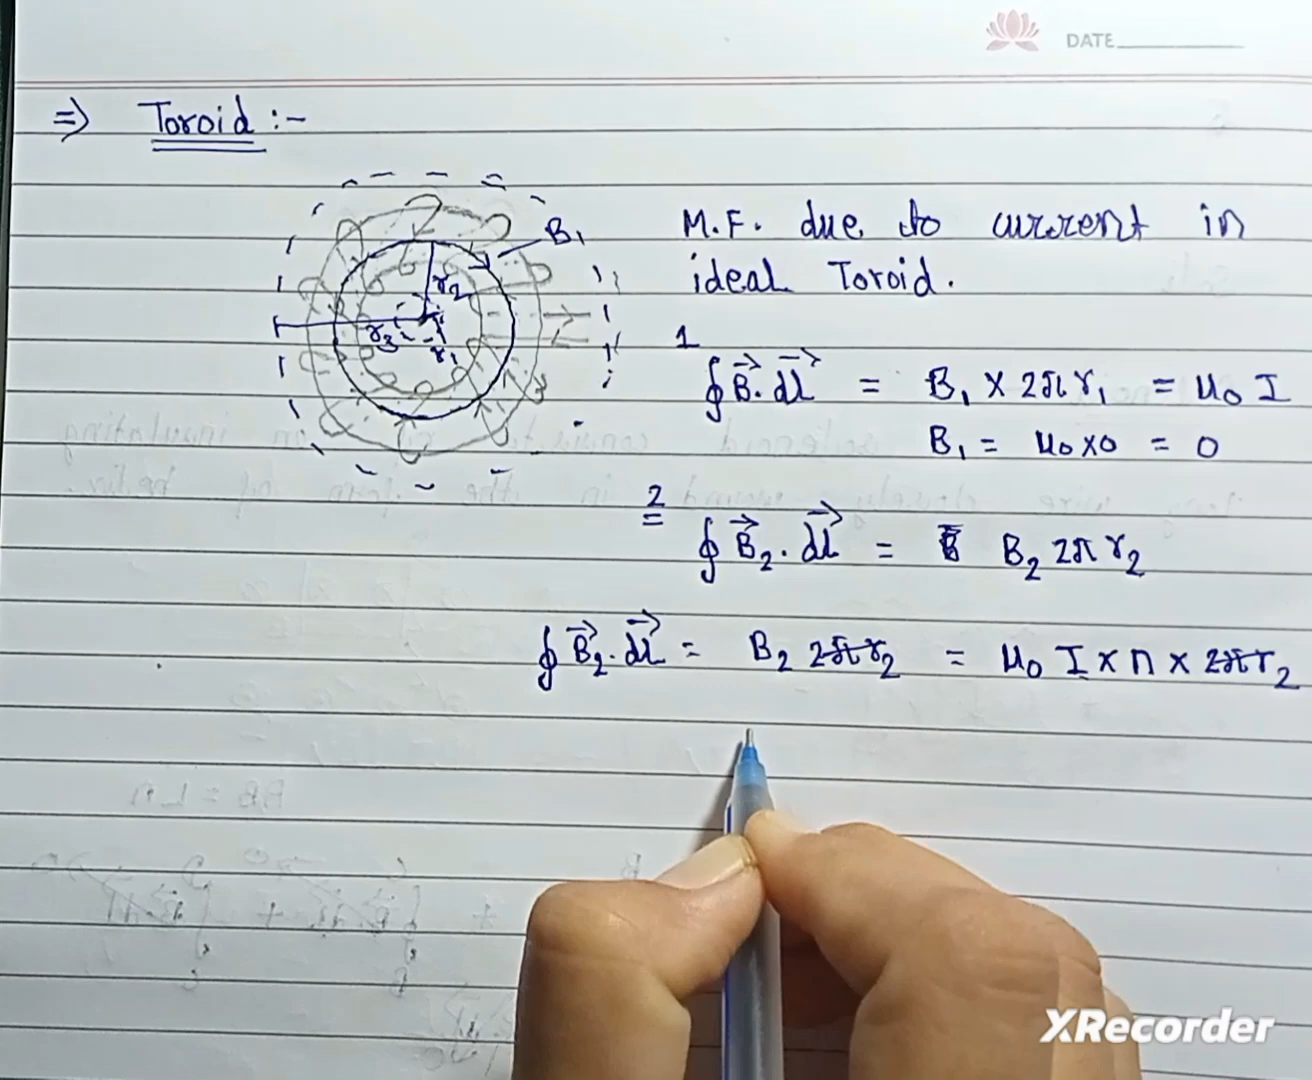 DATE
⇒ Toroid :-
B₁
r₂
r₃
r₁
M.F. due to current in
ideal Toroid.
1
∮ B⃗. dl⃗ = B₁ × 2πr₁ = μ₀ I
B₁ = μ₀×0 = 0
2
∮ B⃗₂. dl⃗ = B₂ 2πr₂
∮ B⃗₂. dl⃗ = B₂ 2πr₂ = μ₀ I × n × 2πr₂
XRecorder